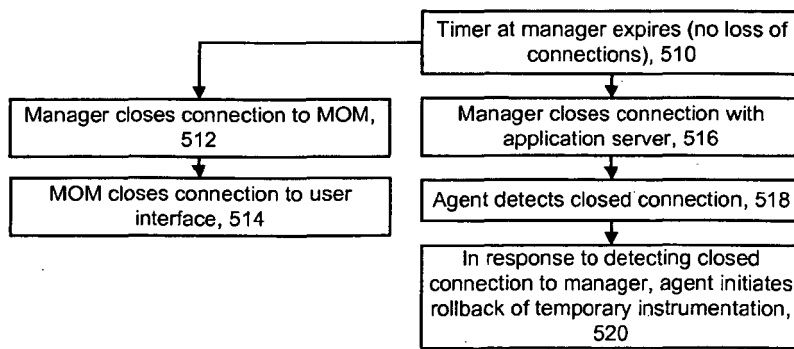 Timer at manager expires (no loss of
connections), 510
Manager closes connection to MOM,
512
Manager closes connection with
application server, 516
MOM closes connection to user
interface, 514
Agent detects closed connection, 518
In response to detecting closed
connection to manager, agent initiates
rollback of temporary instrumentation,
520